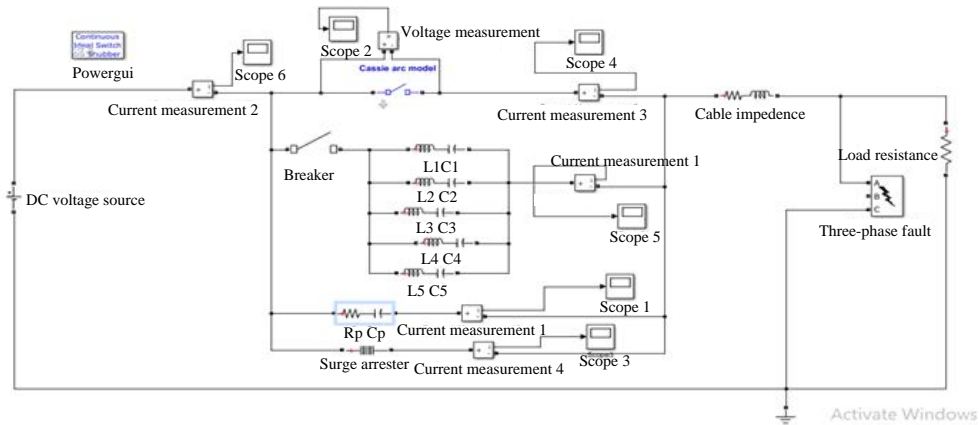 Continuous
Ideal Switch
Snubber
Powergui
Scope 6
Current measurement 2
Scope 2
Voltage measurement
Cassie arc model
Scope 4
Current measurement 3
Cable impedence
Load resistance
DC voltage source
Breaker
L1C1
L2 C2
L3 C3
L4 C4
L5 C5
Current measurement 1
Scope 5
A
B
C
Three-phase fault
Scope 1
Rp Cp
Current measurement 1
Scope 3
Surge arrester
Current measurement 4
Activate Windows